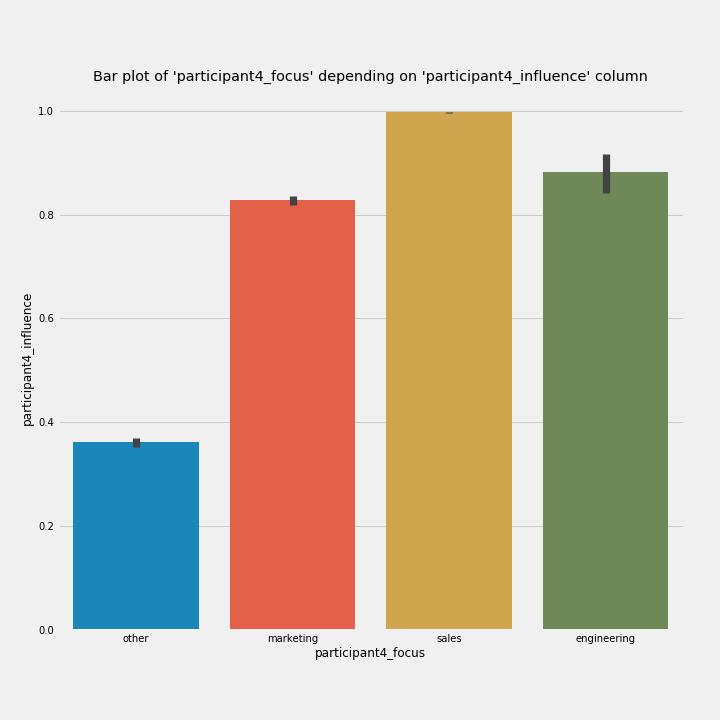 Bar plot of 'participant4_focus' depending on 'participant4_influence' column
1.0
0.8
0.6
0.4
0.2
0.0
participant4_influence
other
marketing
sales
engineering
participant4_focus